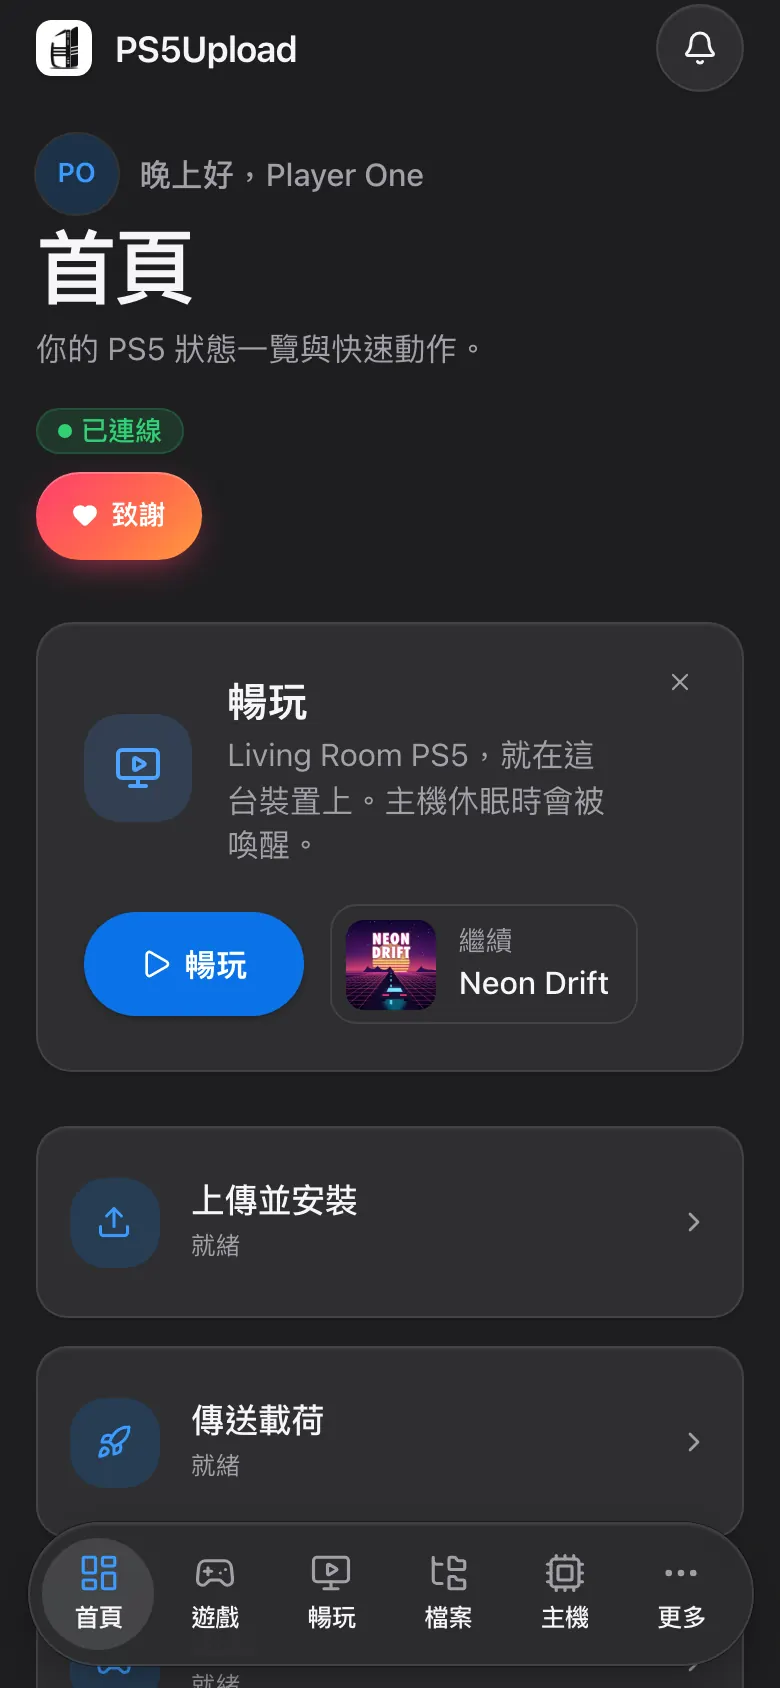 PS5Upload
PO
晚上好，Player One
首頁
你的 PS5 狀態一覽與快速動作。
已連線
致謝
暢玩
Living Room PS5，就在這
台裝置上。主機休眠時會被
喚醒。
暢玩
NEON
DRIFT
繼續
Neon Drift
上傳並安裝
就緒
傳送載荷
就緒
首頁
遊戲
暢玩
檔案
主機
更多
就緒